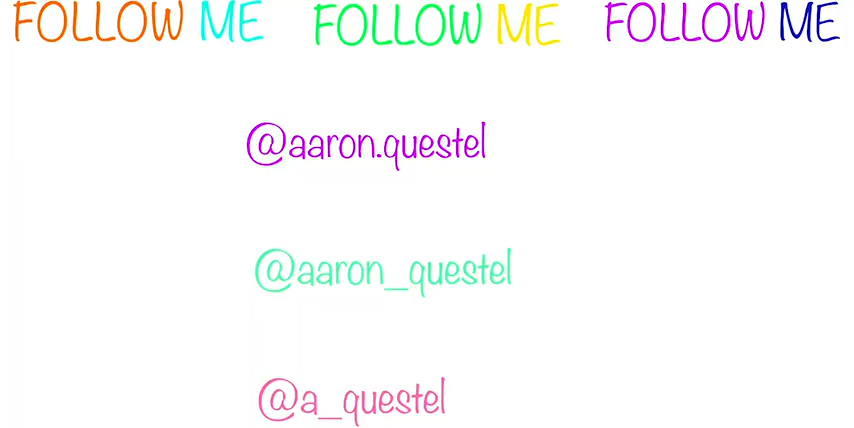 FOLLOW ME FOLLOW ME FOLLOW ME
@aaron.questel
@aaron_questel
@a_questel